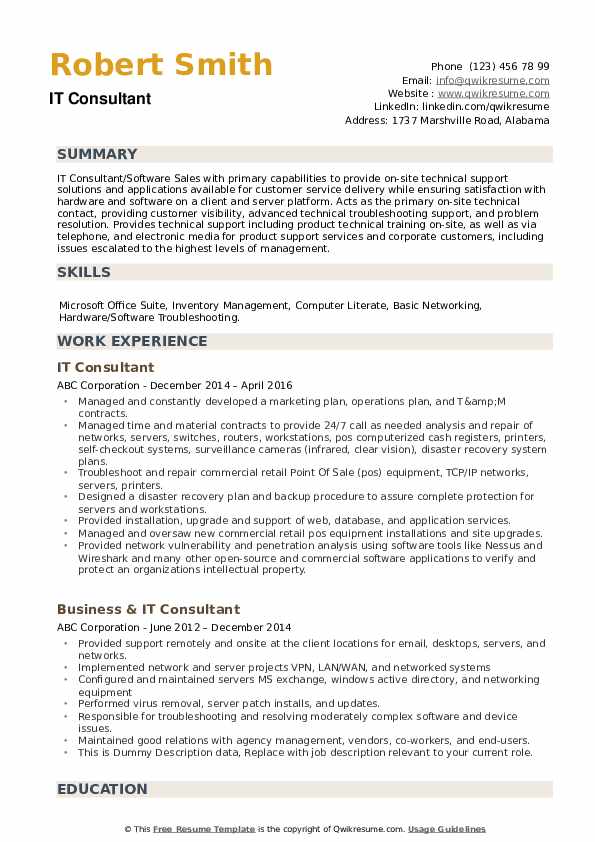 Robert Smith
IT Consultant
Phone (123) 456 78 99
Email: info@qwikresume.com
Website : www.qwikresume.com
LinkedIn: linkedin.com/qwikresume
Address: 1737 Marshville Road, Alabama
SUMMARY
IT Consultant/Software Sales with primary capabilities to provide on-site technical support
solutions and applications available for customer service delivery while ensuring satisfaction with
hardware and software on a client and server platform. Acts as the primary on-site technical
contact, providing customer visibility, advanced technical troubleshooting support, and problem
resolution. Provides technical support including product technical training on-site, as well as via
telephone, and electronic media for product support services and corporate customers, including
issues escalated to the highest levels of management.
SKILLS
Microsoft Office Suite, Inventory Management, Computer Literate, Basic Networking,
Hardware/Software Troubleshooting.
WORK EXPERIENCE
IT Consultant
ABC Corporation - December 2014 – April 2016
• Managed and constantly developed a marketing plan, operations plan, and T&amp;M
contracts.
• Managed time and material contracts to provide 24/7 call as needed analysis and repair of
networks, servers, switches, routers, workstations, pos computerized cash registers, printers,
self-checkout systems, surveillance cameras (infrared, clear vision), disaster recovery system
plans.
• Troubleshoot and repair commercial retail Point Of Sale (pos) equipment, TCP/IP networks,
servers, printers.
• Designed a disaster recovery plan and backup procedure to assure complete protection for
servers and workstations.
• Provided installation, upgrade and support of web, database, and application services.
• Managed and oversaw new commercial retail pos equipment installations and site upgrades.
• Provided network vulnerability and penetration analysis using software tools like Nessus and
Wireshark and many other open-source and commercial software applications to verify and
protect an organizations intellectual property.
Business & IT Consultant
ABC Corporation - June 2012 – December 2014
• Provided support remotely and onsite at the client locations for email, desktops, servers, and
networks.
• Implemented network and server projects VPN, LAN/WAN, and networked systems
• Configured and maintained servers MS exchange, windows active directory, and networking
equipment
• Performed virus removal, server patch installs, and updates.
• Responsible for troubleshooting and resolving moderately complex software and device
issues.
• Maintained good relations with agency management, vendors, co-workers, and end-users.
• This is Dummy Description data, Replace with job description relevant to your current role.
EDUCATION
© This Free Resume Template is the copyright of Qwikresume.com. Usage Guidelines